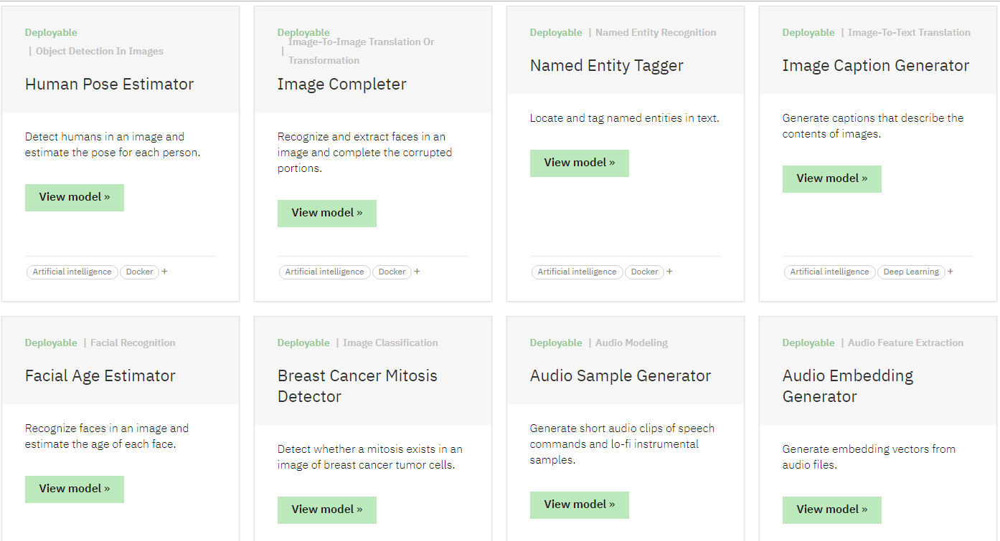 Deployable
| Object Detection In Images
Human Pose Estimator
Detect humans in an image and
estimate the pose for each person.
View model »
Artificial intelligence Docker +
Deployable
| Image-To-Image Translation Or
Transformation
Image Completer
Recognize and extract faces in an
image and complete the corrupted
portions.
View model »
Artificial intelligence Docker +
Deployable | Named Entity Recognition
Named Entity Tagger
Locate and tag named entities in text.
View model »
Artificial intelligence Docker +
Deployable | Image-To-Text Translation
Image Caption Generator
Generate captions that describe the
contents of images.
View model »
Artificial intelligence Deep Learning +
Deployable | Facial Recognition
Facial Age Estimator
Recognize faces in an image and
estimate the age of each face.
View model »
Deployable | Image Classification
Breast Cancer Mitosis
Detector
Detect whether a mitosis exists in an
image of breast cancer tumor cells.
View model »
Deployable | Audio Modeling
Audio Sample Generator
Generate short audio clips of speech
commands and lo-fi instrumental
samples.
View model »
Deployable | Audio Feature Extraction
Audio Embedding
Generator
Generate embedding vectors from
audio files.
View model »